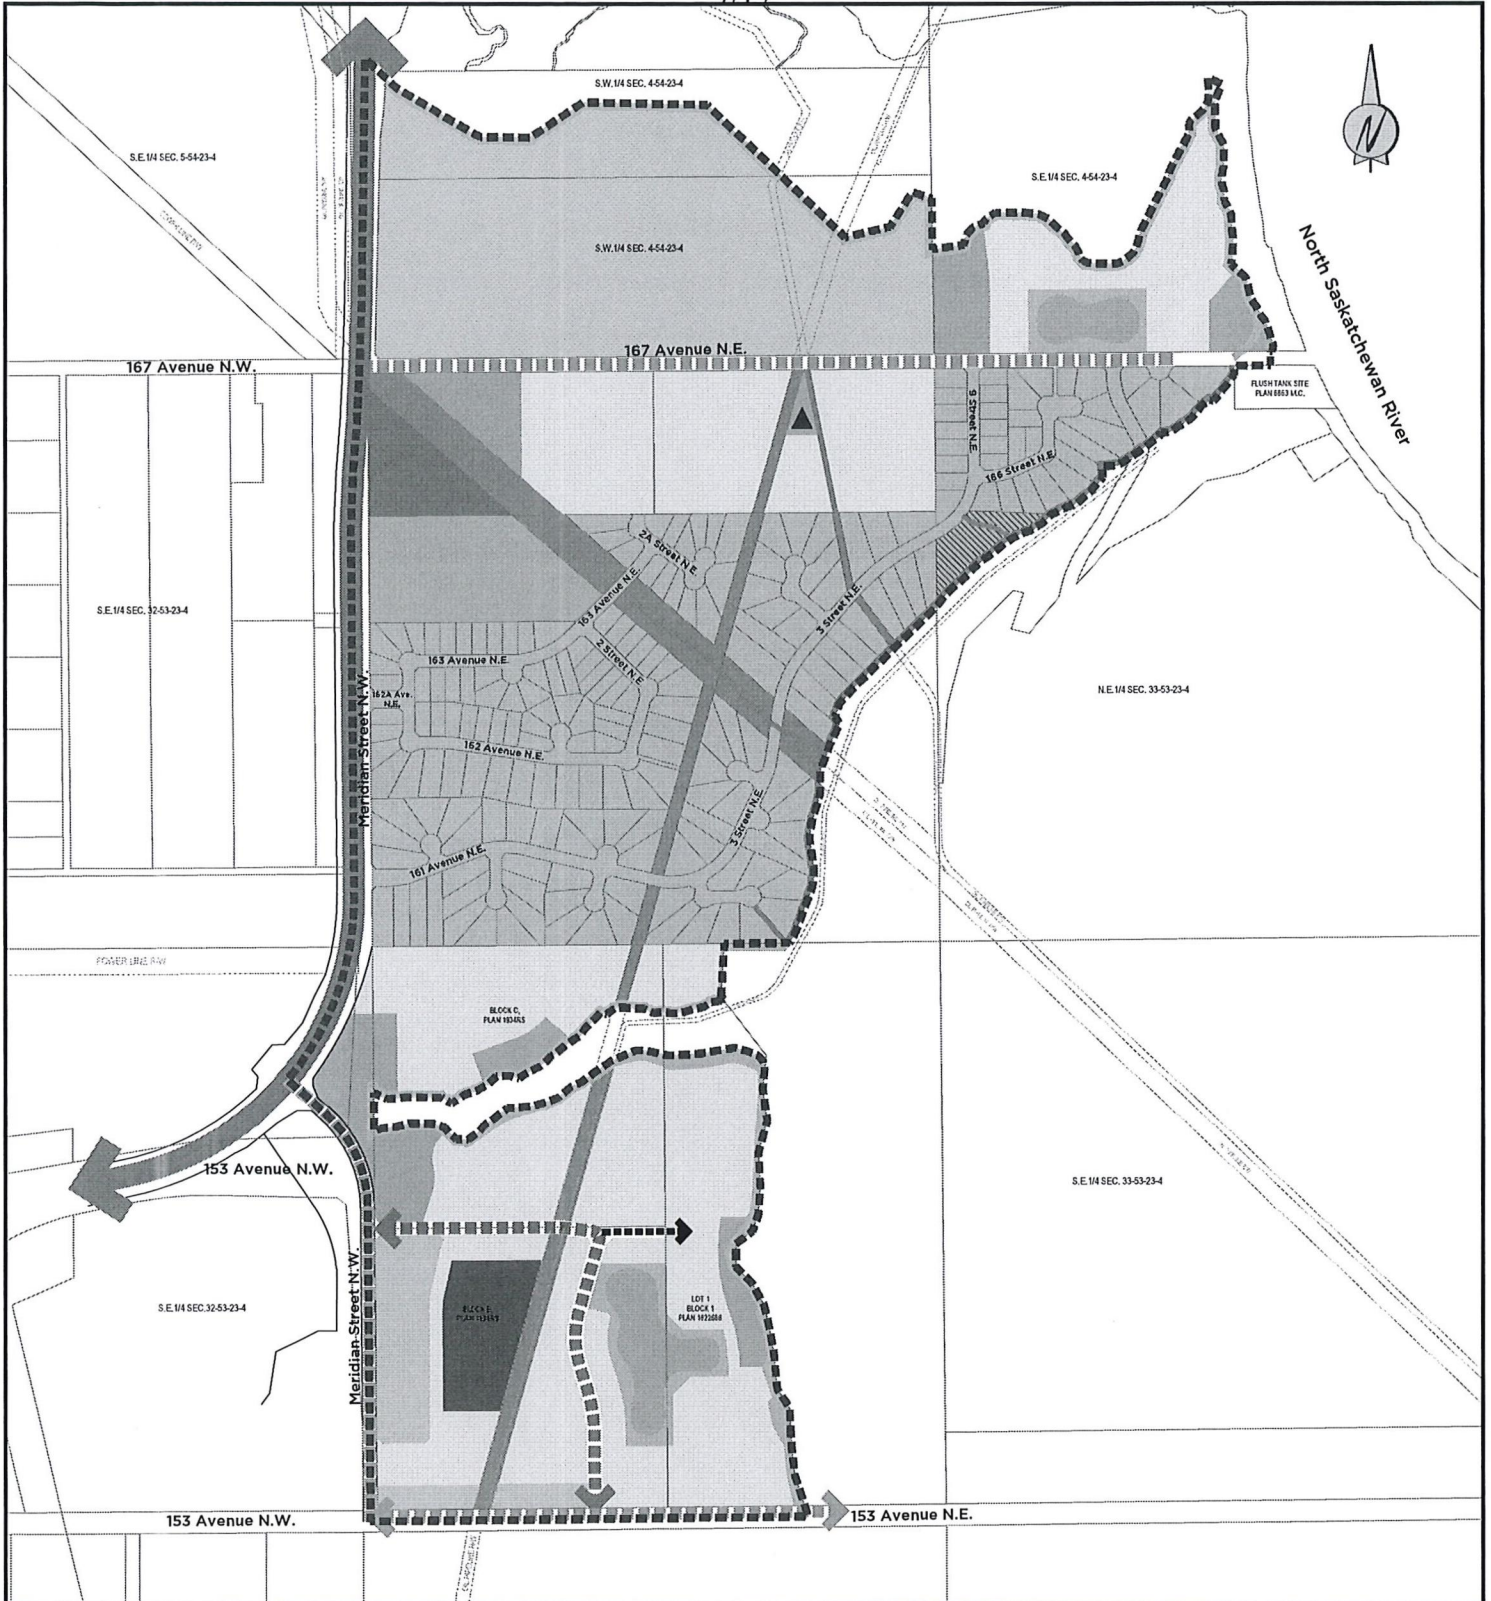 S.W.1/4 SEC. 4-54-23-4
S.E.1/4 SEC. 5-54-23-4
S.E.1/4 SEC. 4-54-23-4
N
S.W.1/4 SEC. 4-54-23-4
North Saskatchewan River
167 Avenue N.W.
167 Avenue N.E.
FLUSH TANK SITE
PLAN 6863 M.C.
9 Street N.E.
166 Street N.E.
2A Street N.E.
163 Avenue N.E.
3 Street N.E.
S.E.1/4 SEC. 32-53-23-4
2 Street N.E
163 Avenue N.E.
162A Ave.
N.E.
N.E.1/4 SEC. 33-53-23-4
Meridian Street N.W.
162 Avenue N.E.
3 Street N.E.
161 Avenue N.E.
POWER LINE R/W
BLOCK C,
153 Avenue N.W.
S.E.1/4 SEC. 33-53-23-4
Meridian Street N.W.
S.E.1/4 SEC.32-53-23-4
LOT 1
BLOCK 1
153 Avenue N.W.
153 Avenue N.E.